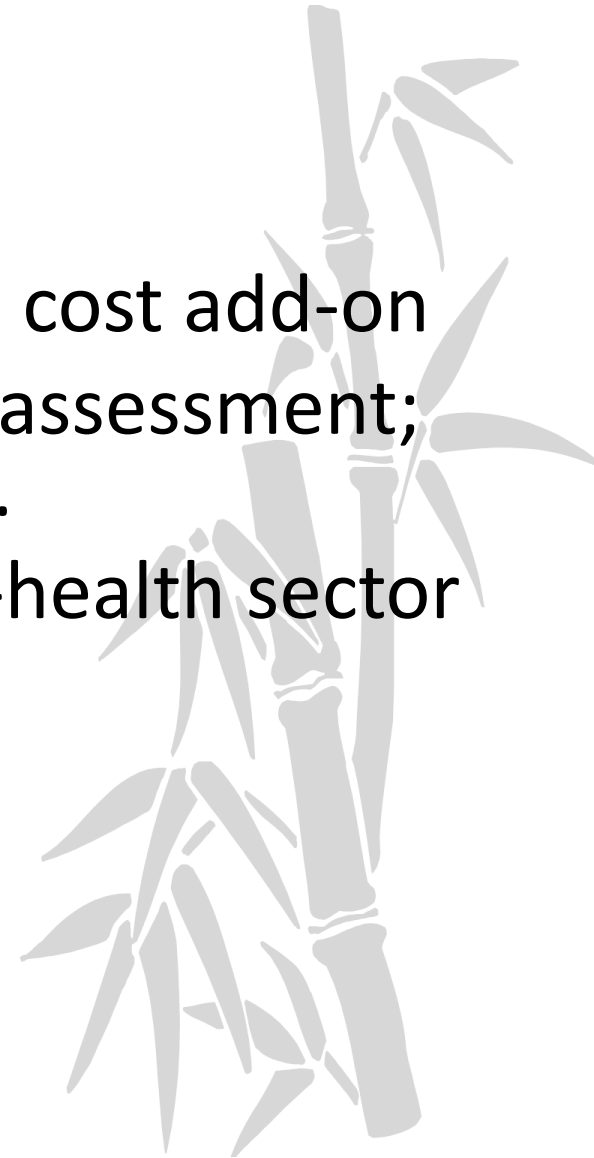 cost add-on
assessment;
.
-health sector